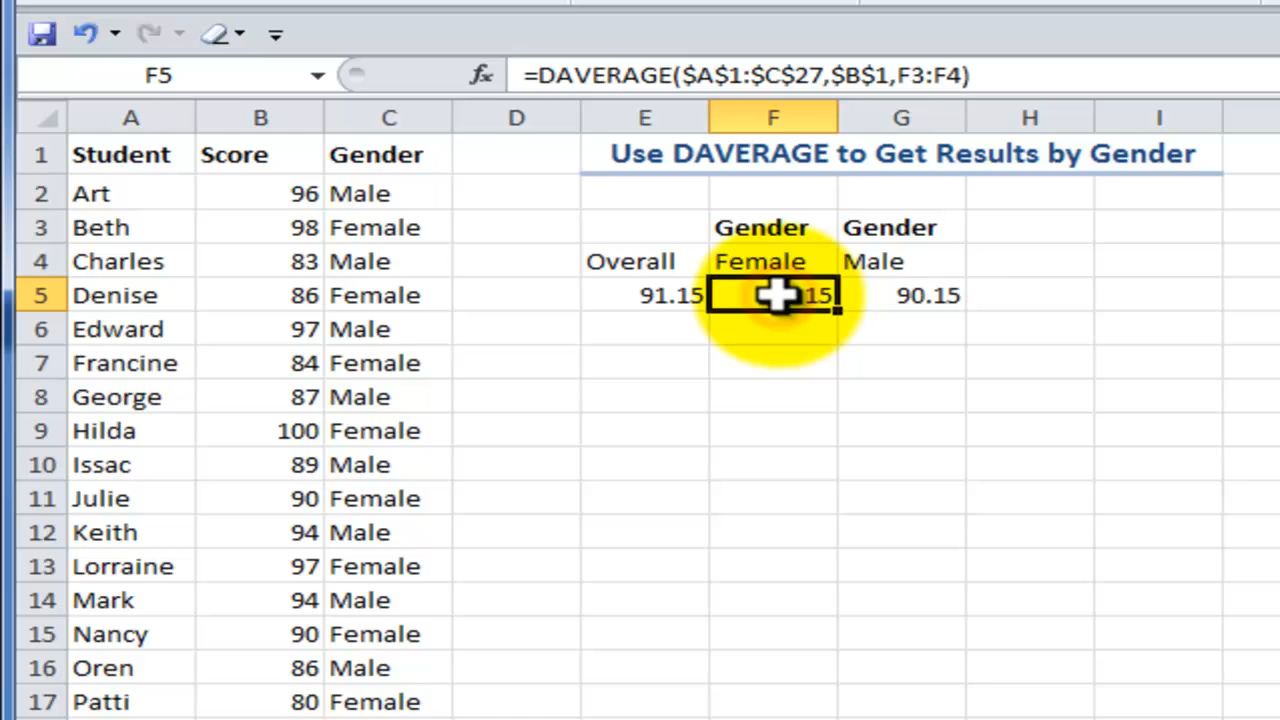 F5 fx =DAVERAGE($A$1:$C$27,$B$1,F3:F4)
A B C D E F G H I
1 Student Score Gender Use DAVERAGE to Get Results by Gender
2 Art 96 Male
3 Beth 98 Female Gender Gender
4 Charles 83 Male Overall Female Male
5 Denise 86 Female 91.15 15 90.15
6 Edward 97 Male
7 Francine 84 Female
8 George 87 Male
9 Hilda 100 Female
10 Issac 89 Male
11 Julie 90 Female
12 Keith 94 Male
13 Lorraine 97 Female
14 Mark 94 Male
15 Nancy 90 Female
16 Oren 86 Male
17 Patti 80 Female